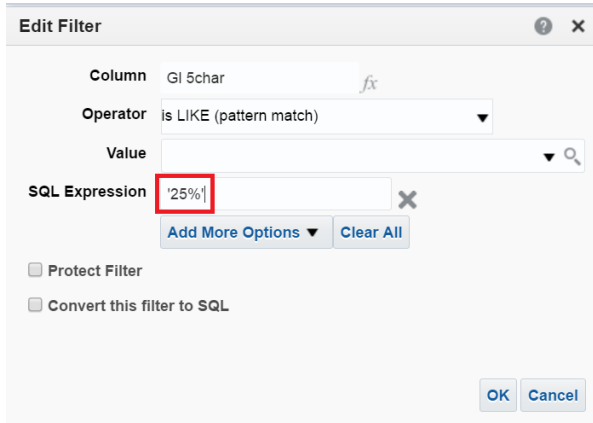 Edit Filter
Column GI 5char fx
Operator is LIKE (pattern match)
Value
SQL Expression '25%'
Add More Options Clear All
Protect Filter
Convert this filter to SQL
OK Cancel